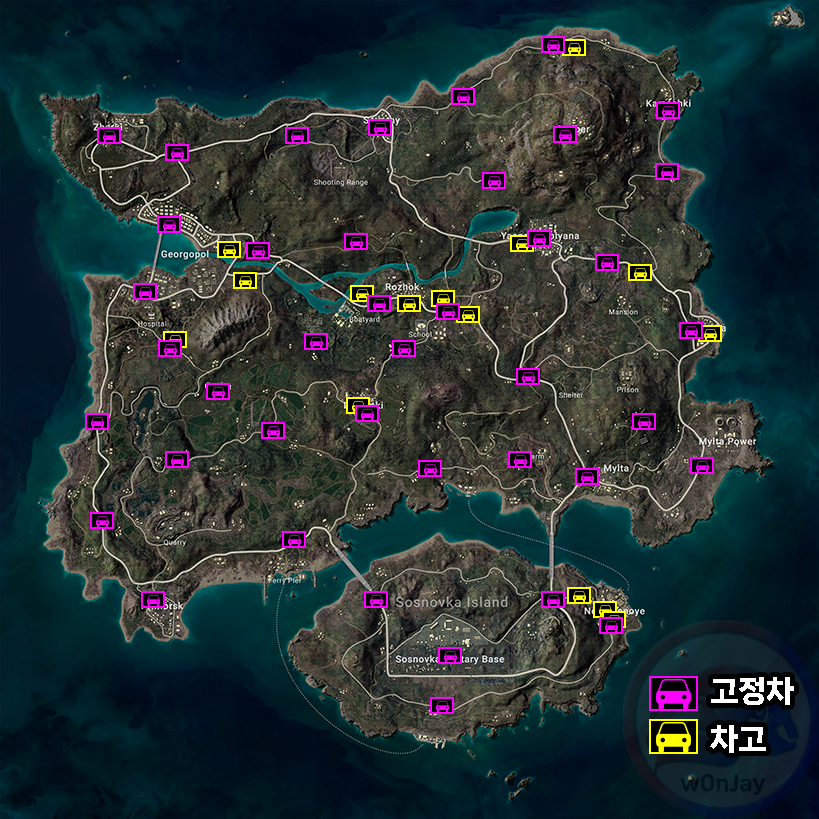 Shooting Range
Georgopol
Hospital
Rozhok
Boatyard
School
Mansion
Shelter
Prison
Mylta Power
Mylta
Quarry
Ferry Pier
Sosnovka Island
고정차
차고
w0nJay